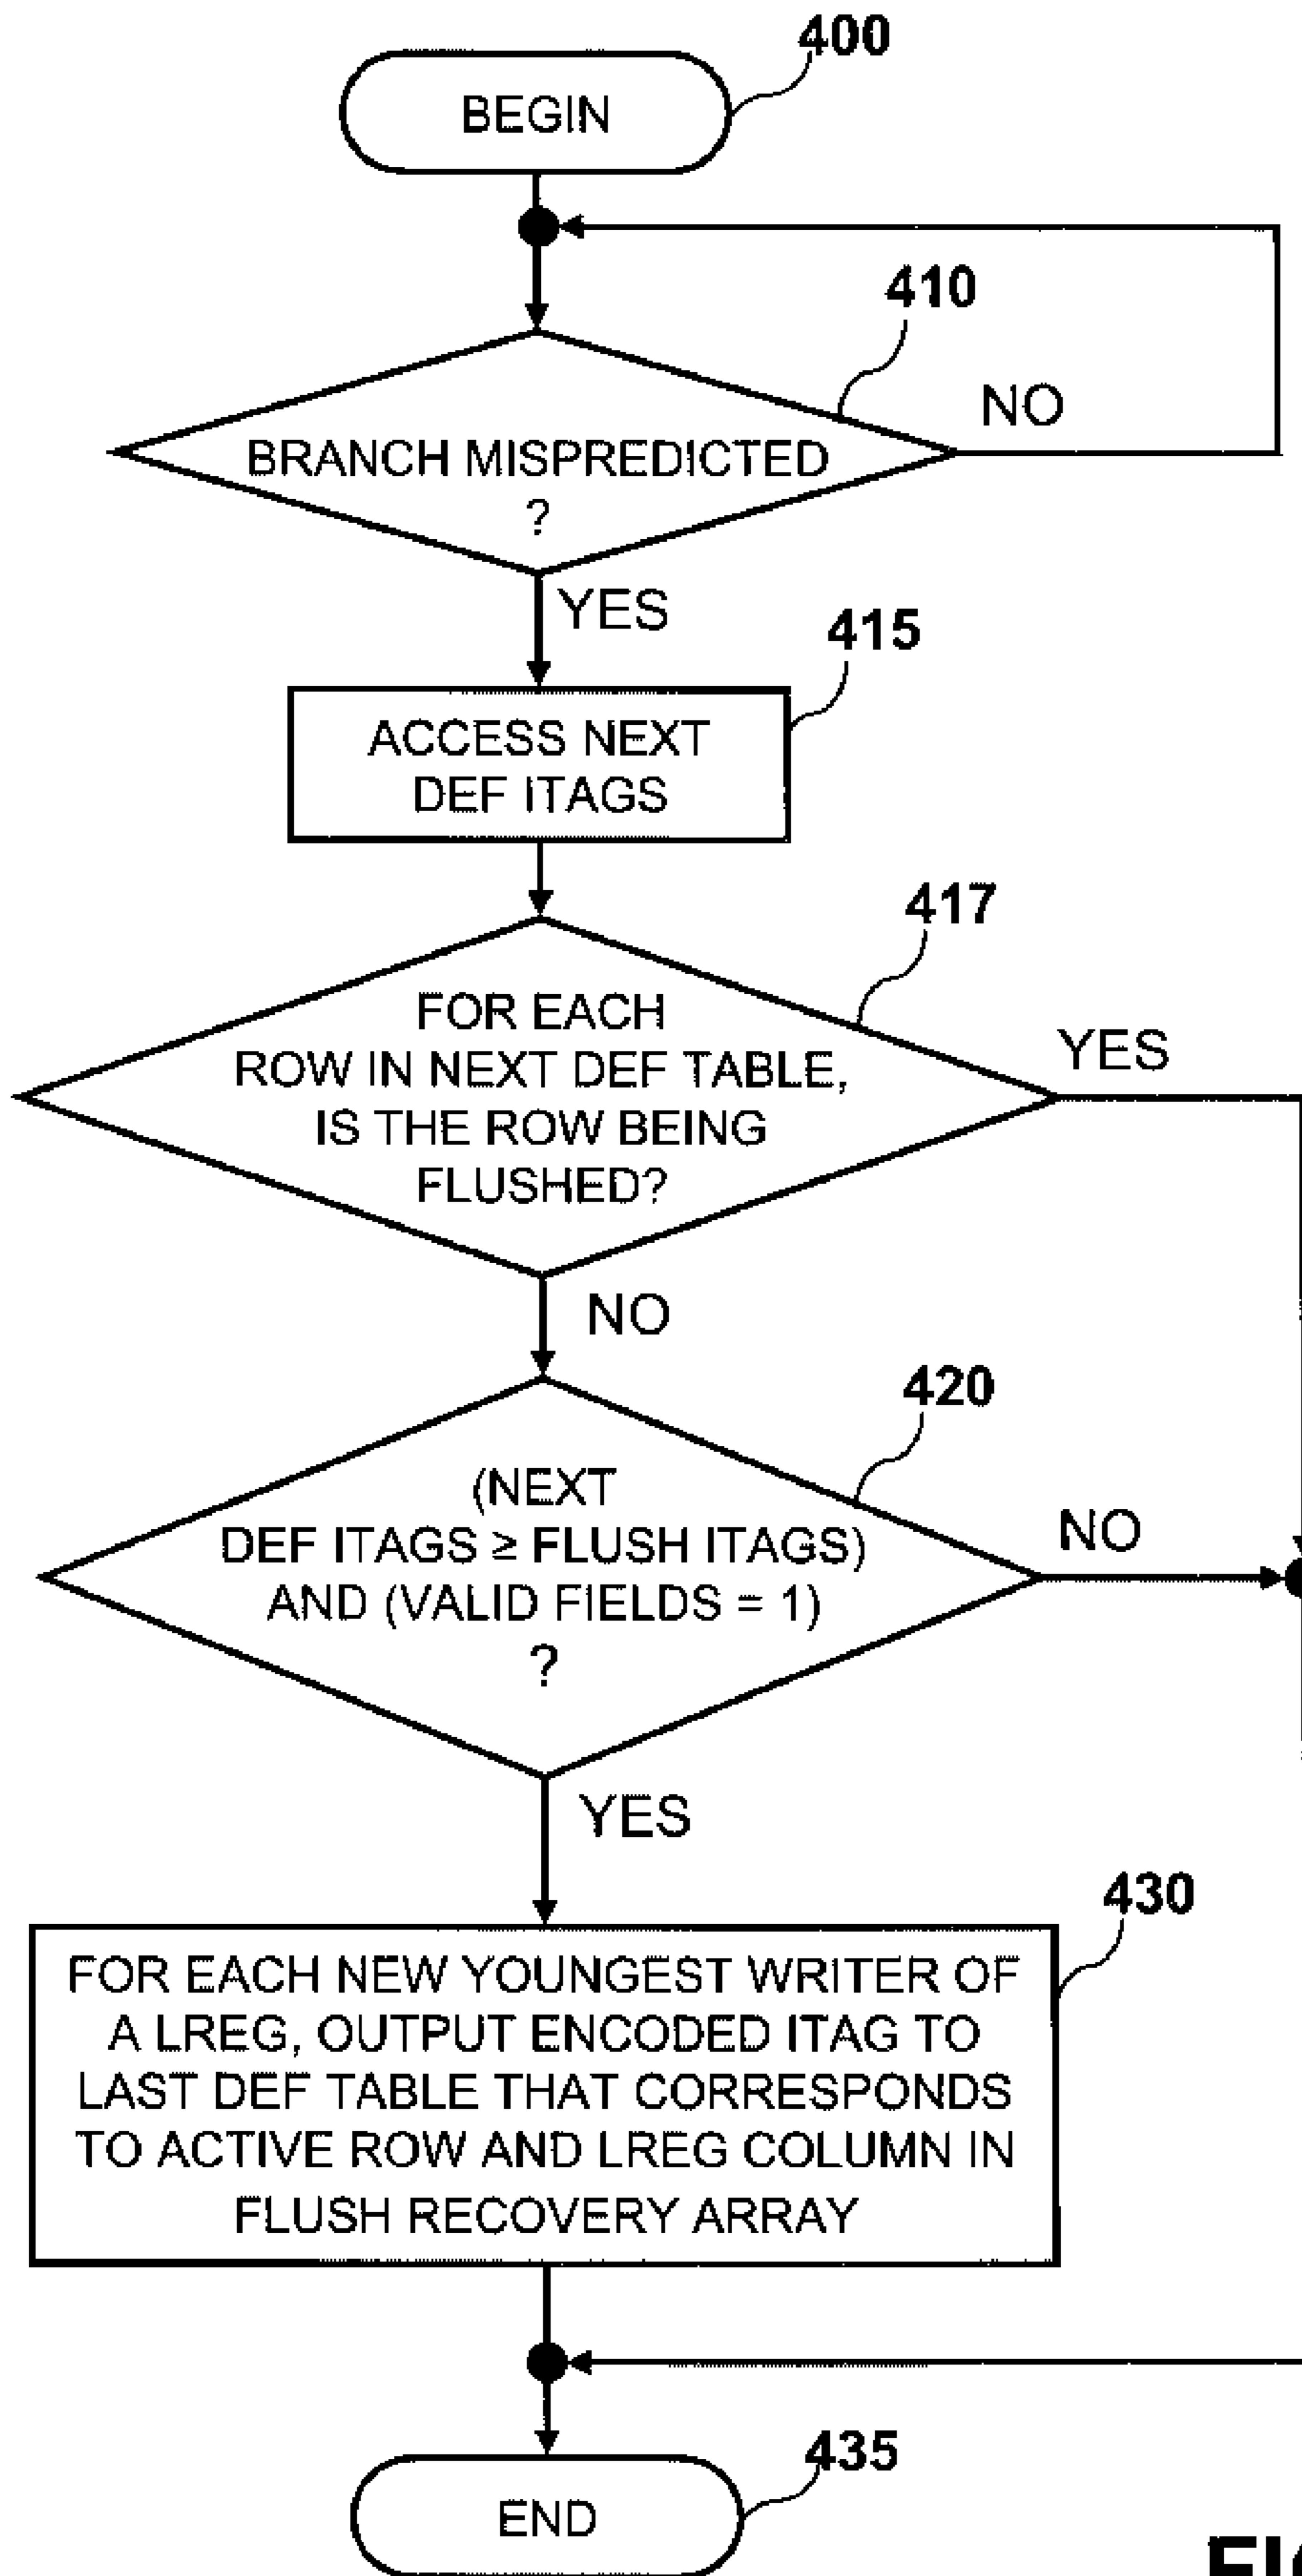 400
BEGIN
410
NO
BRANCH MISPREDICTED
?
YES
415
ACCESS NEXT
DEF ITAGS
417
FOR EACH
ROW IN NEXT DEF TABLE,
IS THE ROW BEING
FLUSHED?
YES
NO
420
(NEXT
DEF ITAGS ≥ FLUSH ITAGS)
AND (VALID FIELDS = 1)
?
NO
YES
430
FOR EACH NEW YOUNGEST WRITER OF
A LREG, OUTPUT ENCODED ITAG TO
LAST DEF TABLE THAT CORRESPONDS
TO ACTIVE ROW AND LREG COLUMN IN
FLUSH RECOVERY ARRAY
435
END